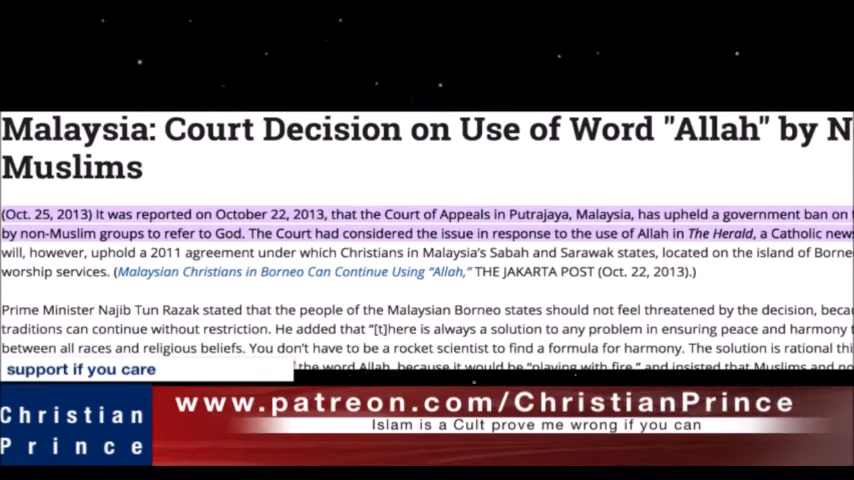 Malaysia: Court Decision on Use of Word "Allah" by N
Muslims
(Oct. 25, 2013) It was reported on October 22, 2013, that the Court of Appeals in Putrajaya, Malaysia, has upheld a government ban on
by non-Muslim groups to refer to God. The Court had considered the issue in response to the use of Allah in The Herald, a Catholic
will, however, uphold a 2011 agreement under which Christians in Malaysia's Sabah and Sarawak states, located on the island of
worship services. (Malaysian Christians in Borneo Can Continue Using "Allah," THE JAKARTA POST (Oct. 22, 2013).)
Prime Minister Najib Tun Razak stated that the people of the Malaysian Borneo states should not feel threatened by the decision,
traditions can continue without restriction. He added that "[t]here is always a solution to any problem in ensuring peace and harmony
between all races and religious beliefs. You don't have to be a rocket scientist to find a formula for harmony. The solution is rational
the word Allah, because it would be "playing with fire," and insisted that Muslims and
support if you care
Christian
Prince
www.patreon.com/ChristianPrince
Islam is a Cult prove me wrong if you can